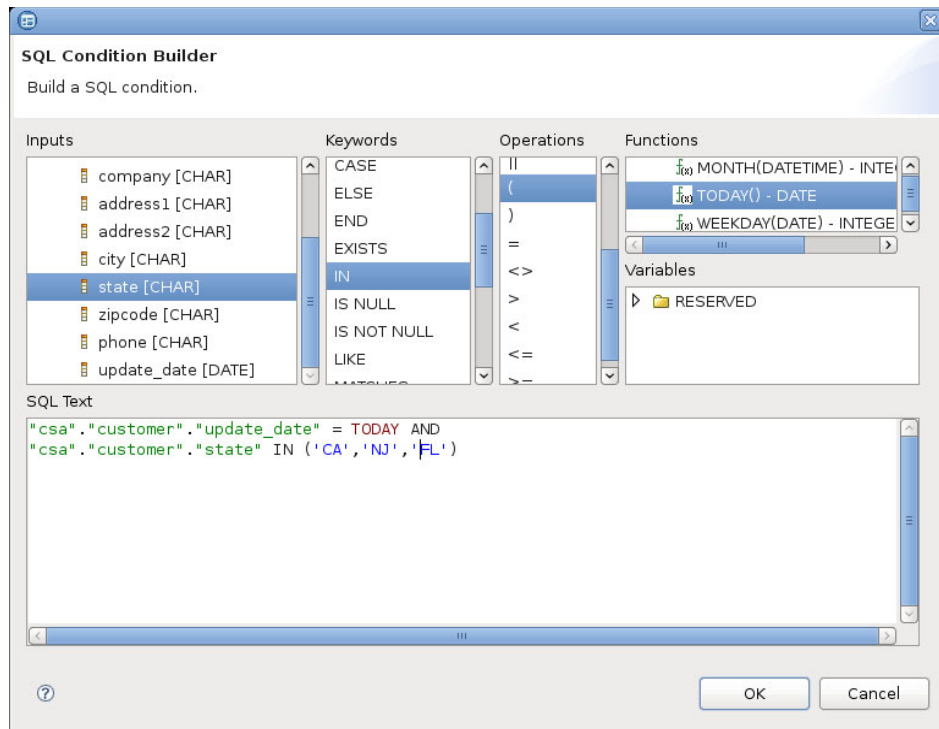 SQL Condition Builder
Build a SQL condition.
Inputs
company [CHAR]
address1 [CHAR]
address2 [CHAR]
city [CHAR]
state [CHAR]
zipcode [CHAR]
phone [CHAR]
update_date [DATE]
Keywords
CASE
ELSE
END
EXISTS
IN
IS NULL
IS NOT NULL
LIKE
MATCHES
Operations
||
(
)
=
<>
>
<
<=
>=
Functions
f(x) MONTH(DATETIME) - INTE
f(x) TODAY() - DATE
f(x) WEEKDAY(DATE) - INTEGE
Variables
RESERVED
SQL Text
"csa"."customer"."update_date" = TODAY AND
"csa"."customer"."state" IN ('CA','NJ','FL')
?
OK
Cancel